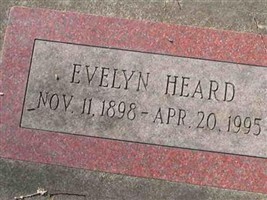 EVELYN HEARD
NOV. 11, 1898 - APR. 20, 1995